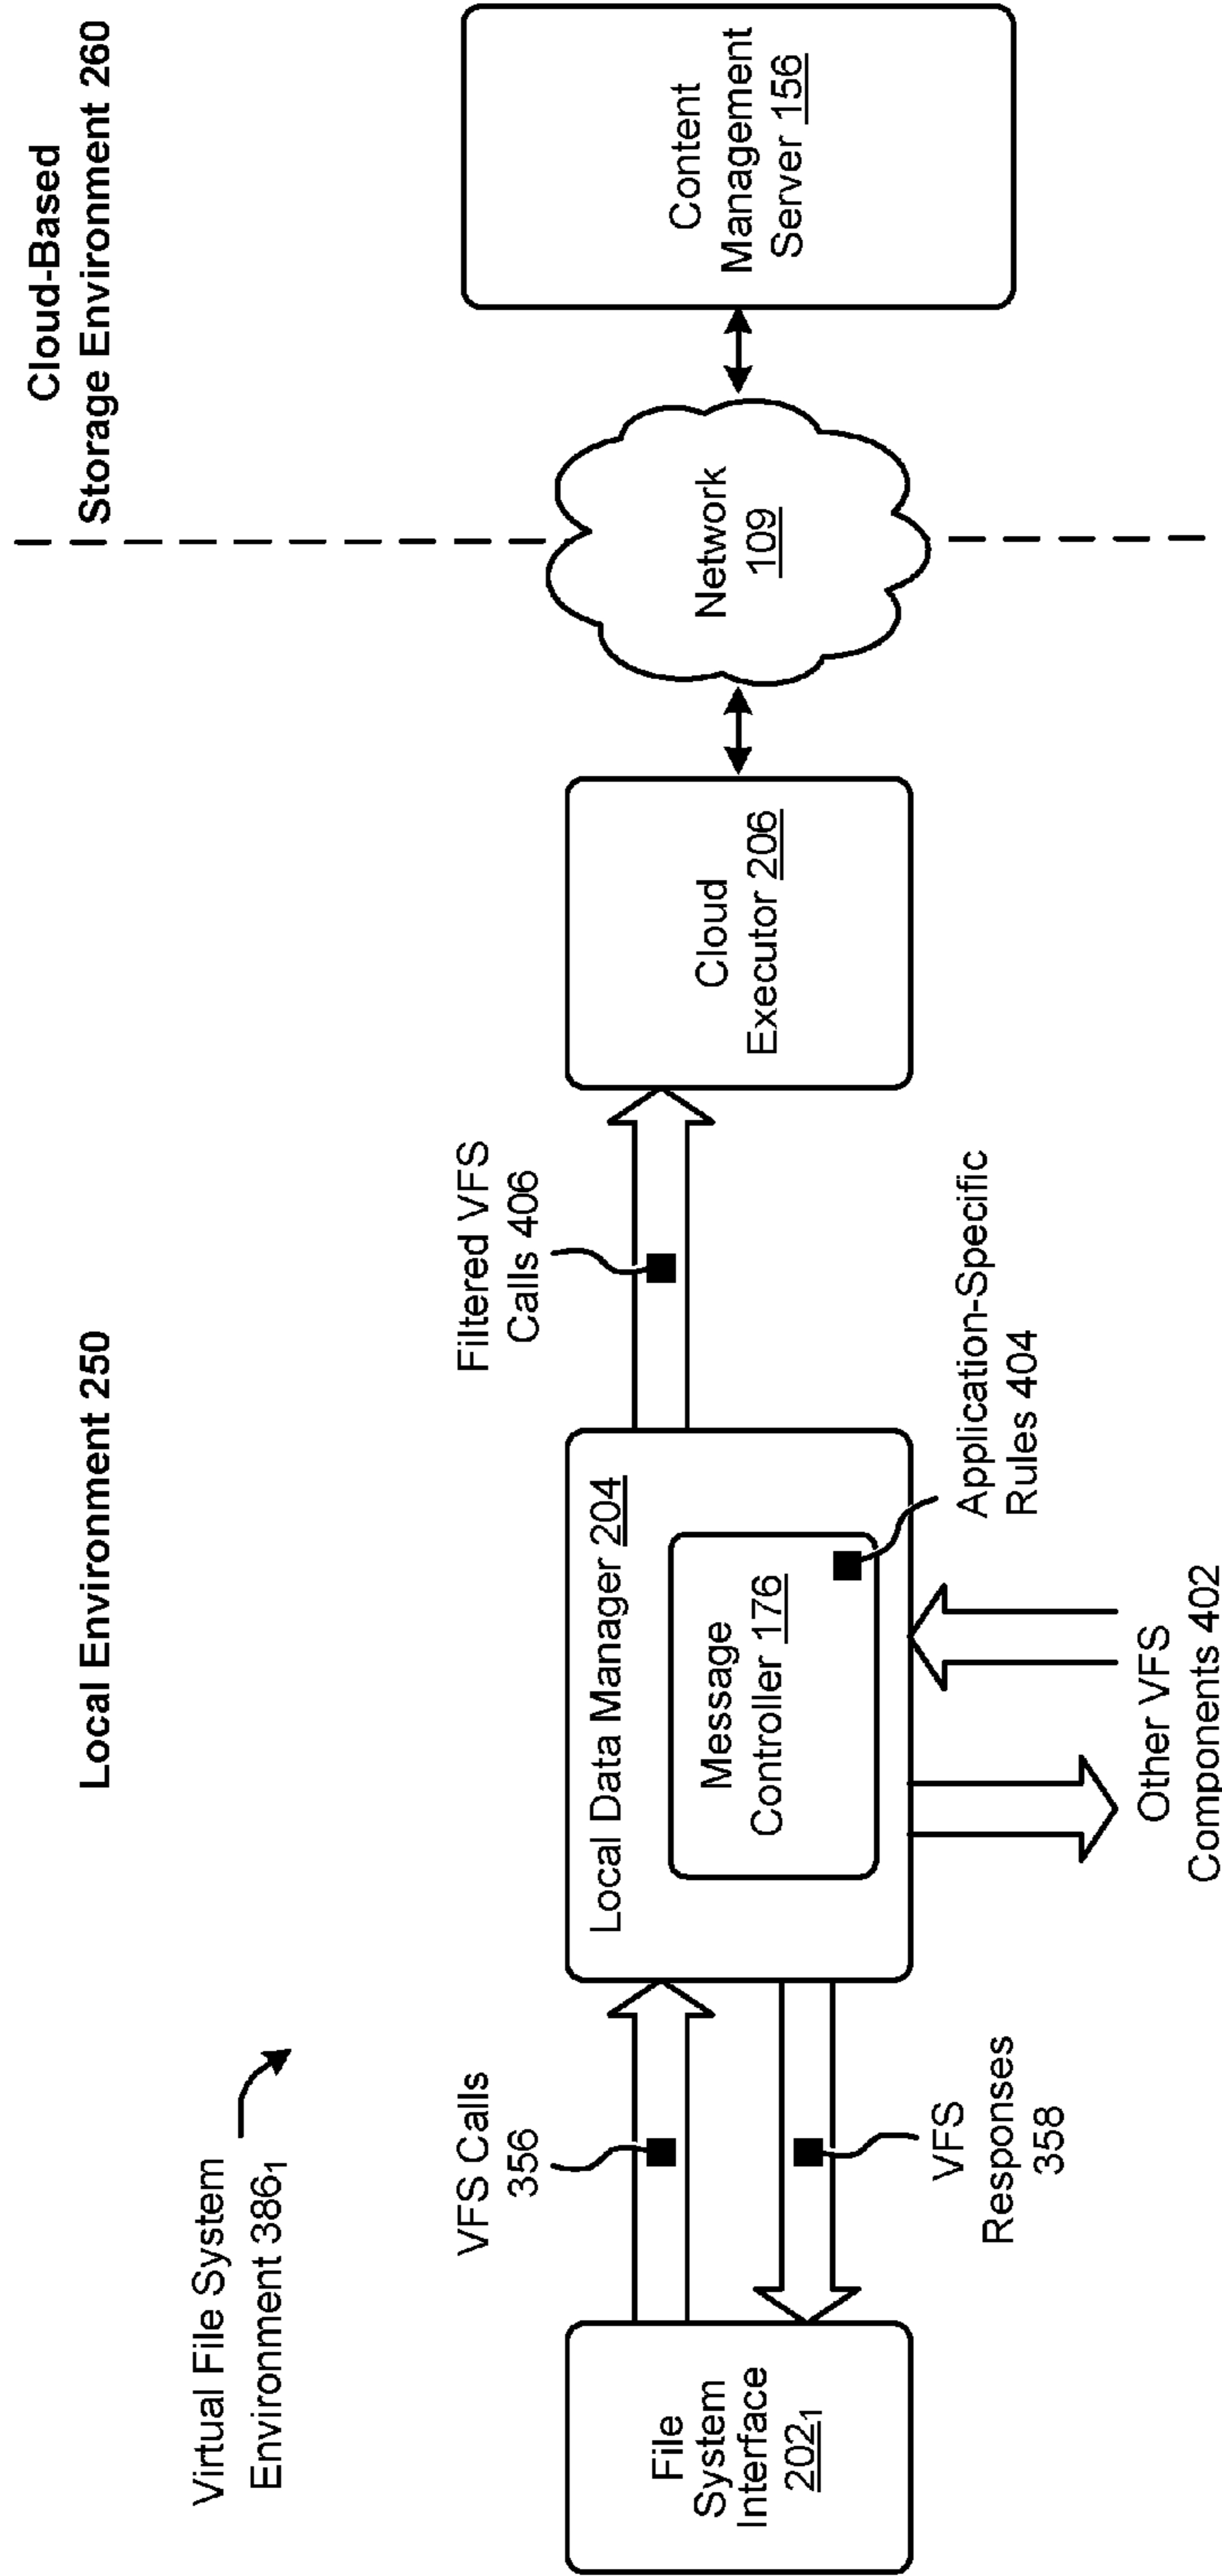 Virtual File System
Environment 386₁
Local Environment 250
Cloud-Based
Storage Environment 260
File
System
Interface
202₁
VFS Calls
356
VFS
Responses
358
Local Data Manager 204
Message
Controller 176
Other VFS
Components 402
Application-Specific
Rules 404
Filtered VFS
Calls 406
Cloud
Executor 206
Network
109
Content
Management
Server 156